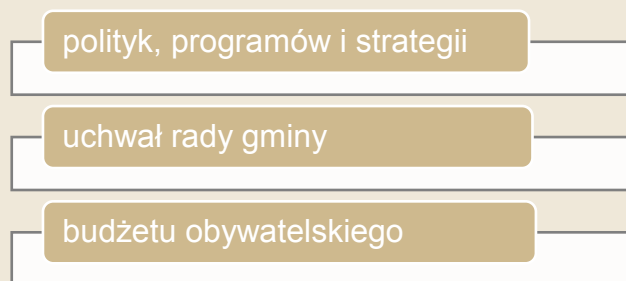 polityk, programów i strategii
uchwał rady gminy
budżetu obywatelskiego